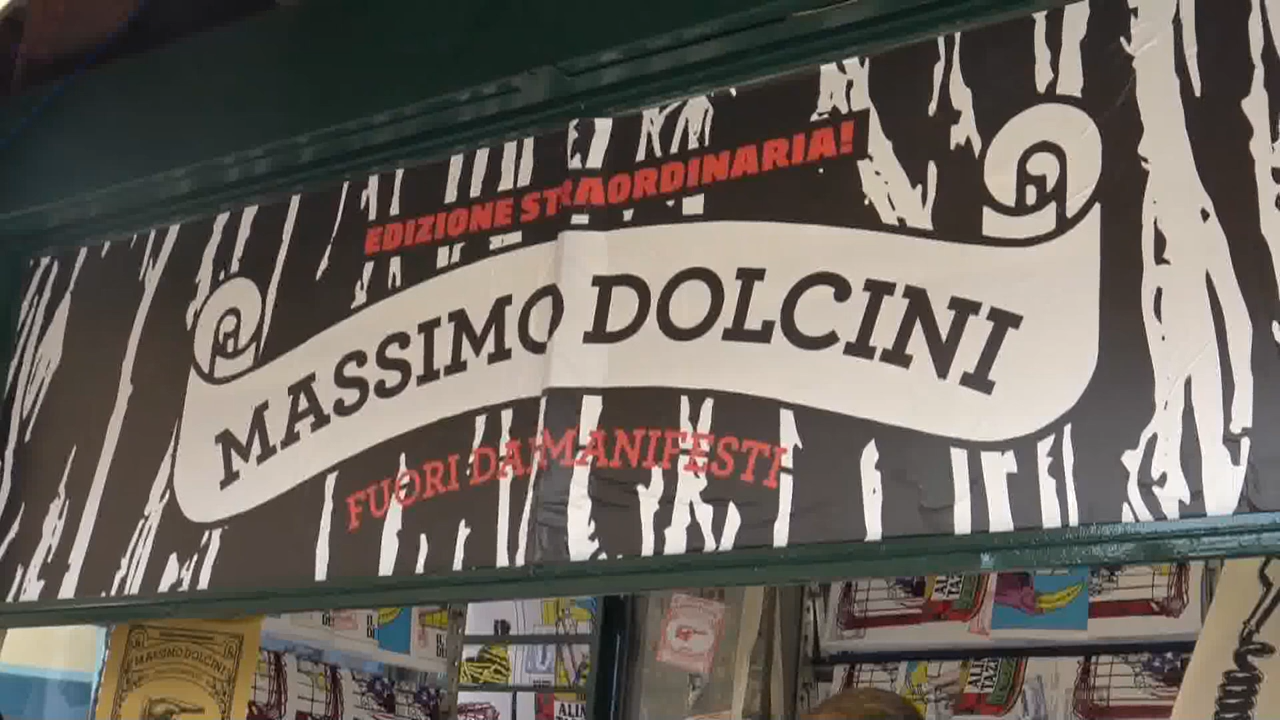 EDIZIONE STRAORDINARIA!
MASSIMO DOLCINI
FUORI DAI MANIFESTI
MASSIMO DOLCINI